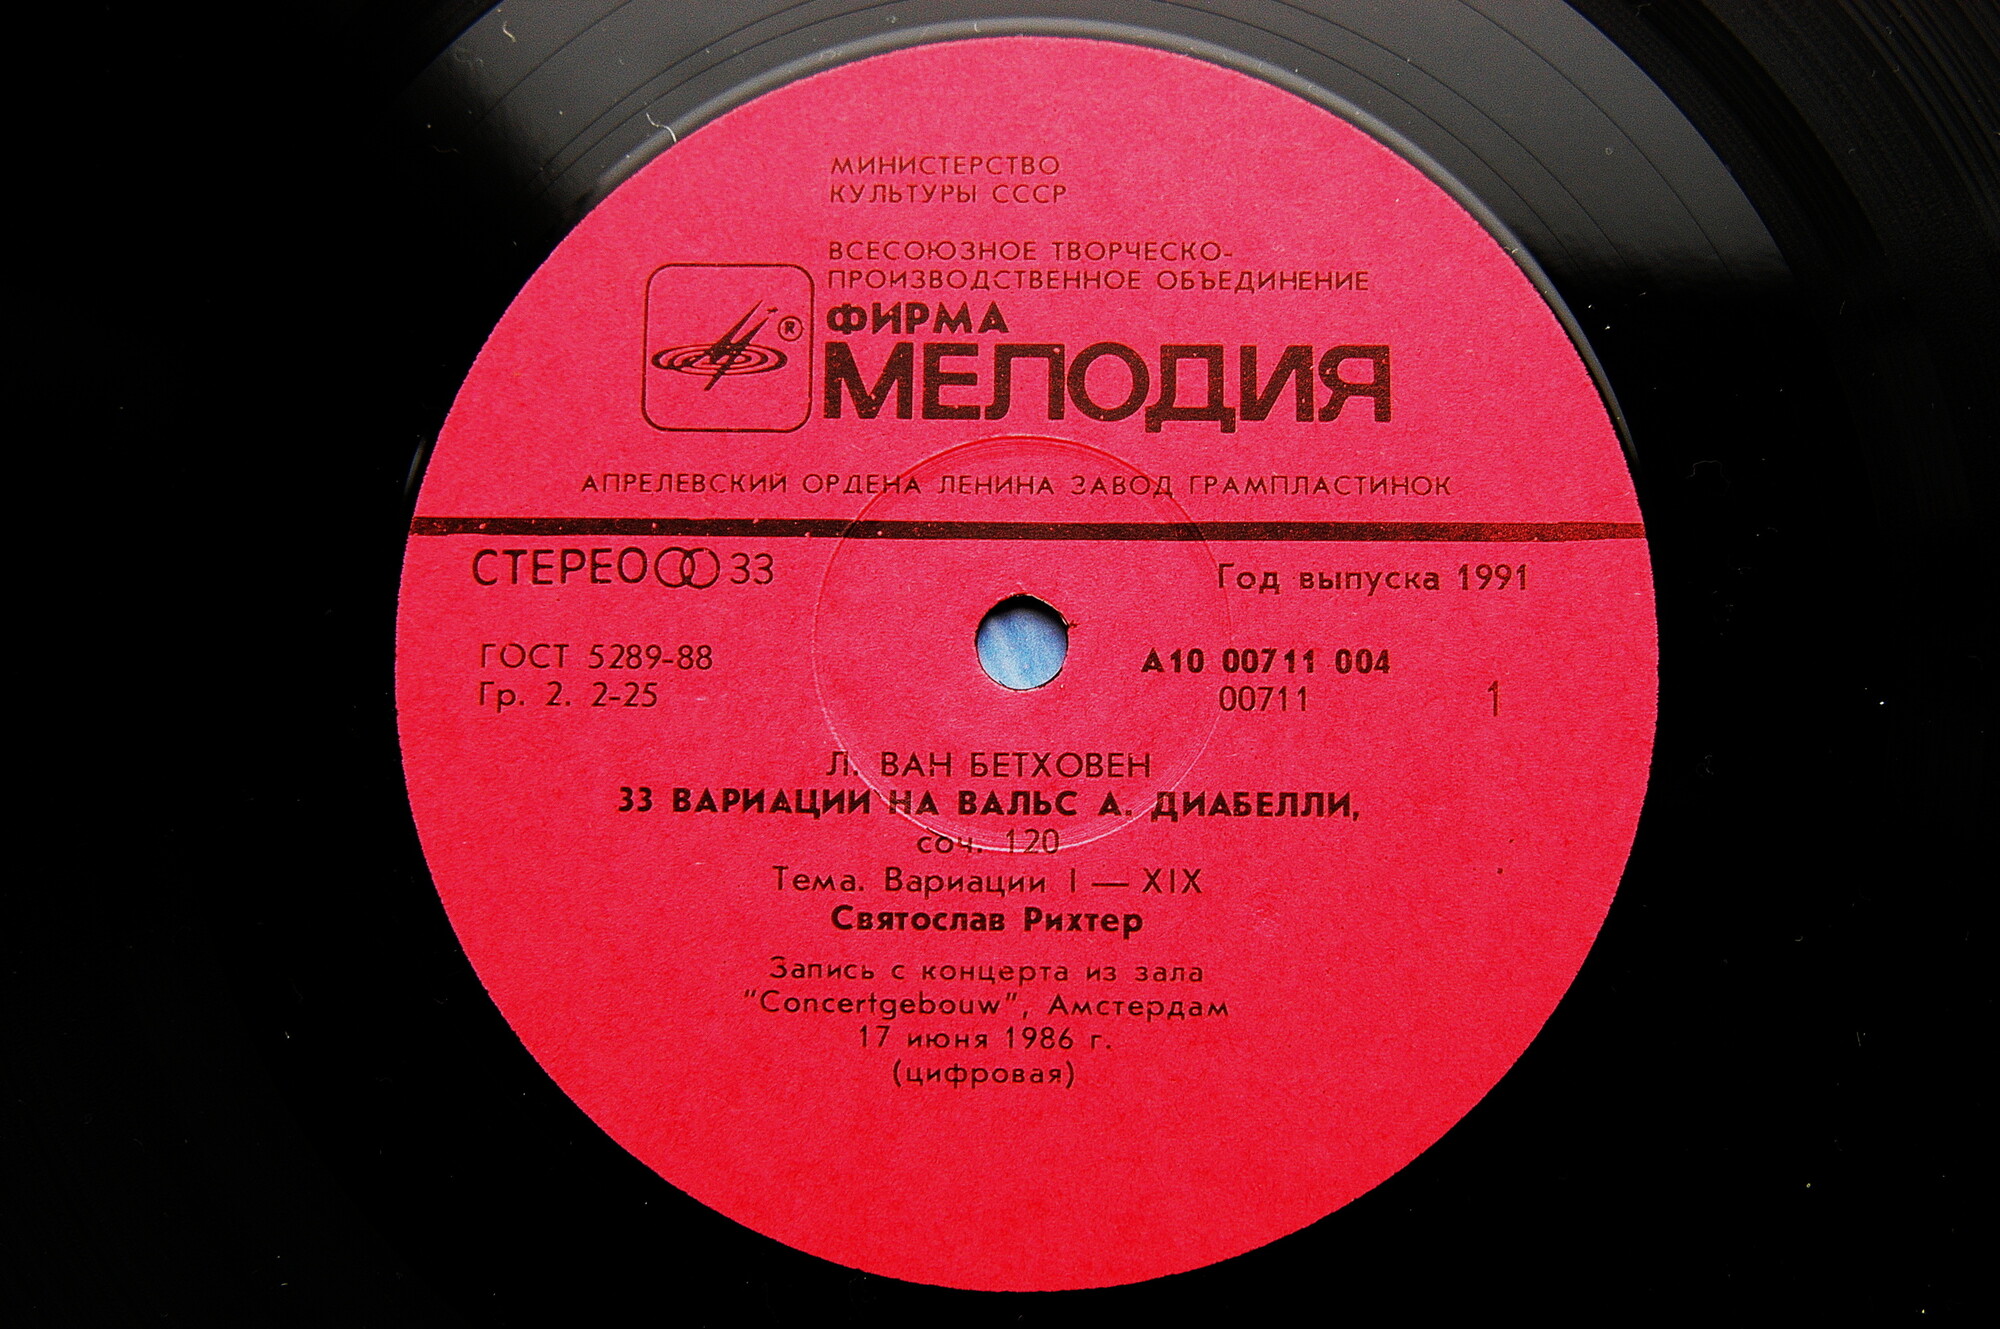 МИНИСТЕРСТВО
КУЛЬТУРЫ СССР
ВСЕСОЮЗНОЕ ТВОРЧЕСКО-
ПРОИЗВОДСТВЕННОЕ ОБЪЕДИНЕНИЕ
ФИРМА
®
МЕЛОДИЯ
АПРЕЛЕВСКИЙ ОРДЕНА ЛЕНИНА ЗАВОД ГРАМПЛАСТИНОК
СТЕРЕО 33
Год выпуска 1991
ГОСТ 5289-88
Гр. 2. 2-25
А10 00711 004
00711
1
Л. ВАН БЕТХОВЕН
33 ВАРИАЦИИ НА ВАЛЬС А. ДИАБЕЛЛИ,
соч. 120
Тема. Вариации I — XIX
Святослав Рихтер
Запись с концерта из зала
"Concertgebouw", Амстердам
17 июня 1986 г.
(цифровая)